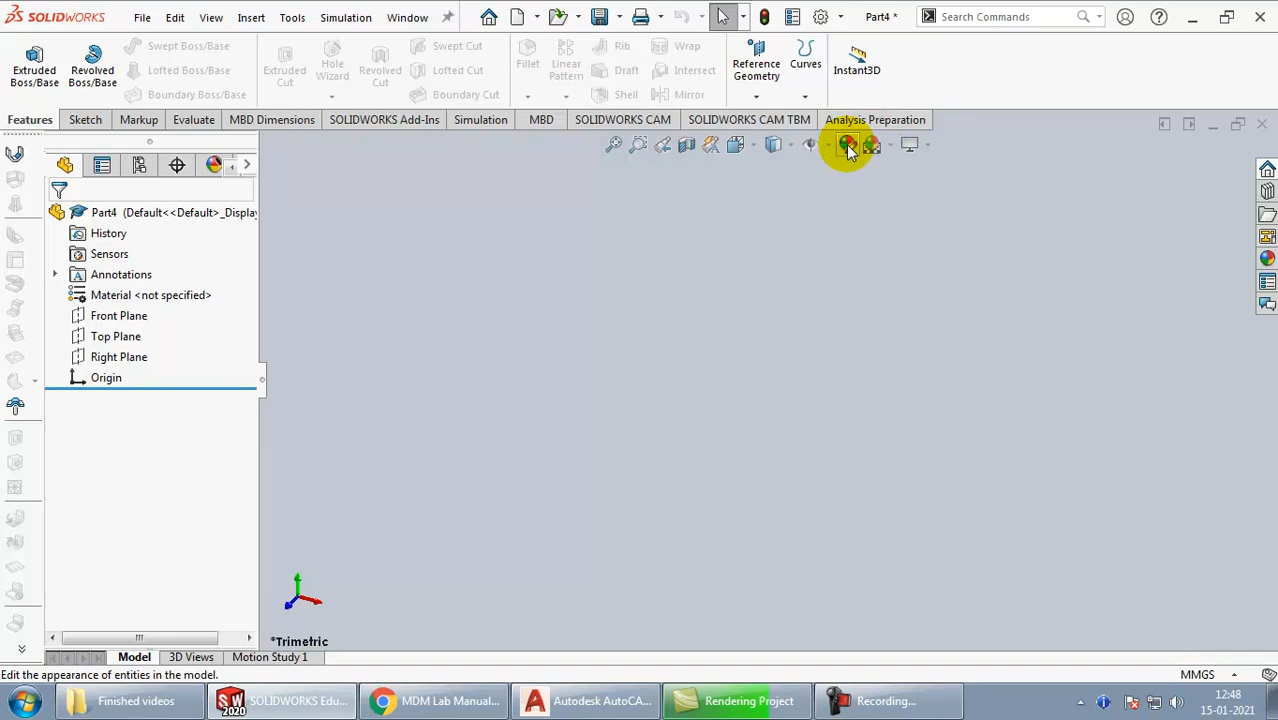 SOLIDWORKS File Edit View Insert Tools Simulation Window Part4 * Search Commands
Extruded Boss/Base
Revolved Boss/Base
Swept Boss/Base
Lofted Boss/Base
Boundary Boss/Base
Extruded Cut
Hole Wizard
Revolved Cut
Swept Cut
Lofted Cut
Boundary Cut
Fillet
Linear Pattern
Rib
Draft
Shell
Wrap
Intersect
Mirror
Reference Geometry
Curves
Instant3D
Features Sketch Markup Evaluate MBD Dimensions SOLIDWORKS Add-Ins Simulation MBD SOLIDWORKS CAM SOLIDWORKS CAM TBM Analysis Preparation
Part4 (Default<<Default>_Display
History
Sensors
Annotations
Material <not specified>
Front Plane
Top Plane
Right Plane
Origin
*Trimetric
Model 3D Views Motion Study 1
Edit the appearance of entities in the model. MMGS
Finished videos SOLIDWORKS Edu... MDM Lab Manual... Autodesk AutoCA... Rendering Project Recording...
12:48
15-01-2021